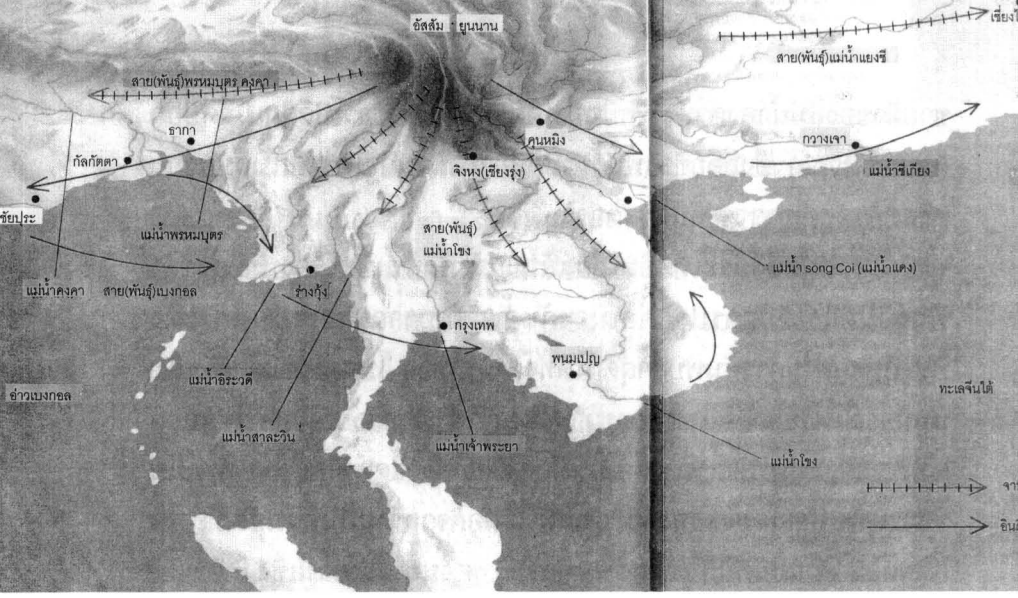 อัสสัม ยูนนาน
สาย(พันธุ์)แม่น้ำแยงซี
สาย(พันธุ์)พรหมบุตร คงคา
ธากา
กัลกัตตา
คุนหมิง
กวางเจา
จิงหง(เชียงรุ่ง)
แม่น้ำซีเกียง
ชัยปุระ
แม่น้ำพรหมบุตร
สาย(พันธุ์)
แม่น้ำโขง
แม่น้ำ song Coi (แม่น้ำแดง)
แม่น้ำคงคา
สาย(พันธุ์)เบงกอล
ร่างกุ้ง
กรุงเทพ
พนมเปญ
แม่น้ำอิระวดี
อ่าวเบงกอล
ทะเลจีนใต้
แม่น้ำสาละวิน
แม่น้ำเจ้าพระยา
แม่น้ำโขง